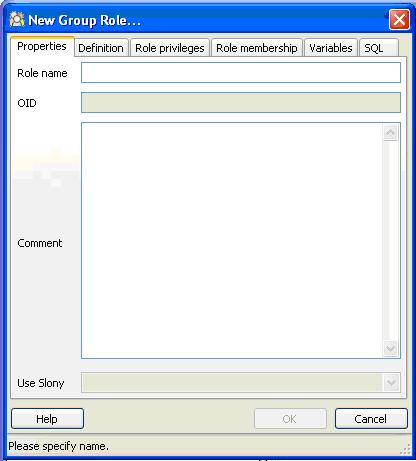 New Group Role...
Properties Definition Role privileges Role membership Variables SQL
Role name
OID
Comment
Use Slony
Help OK Cancel
Please specify name.